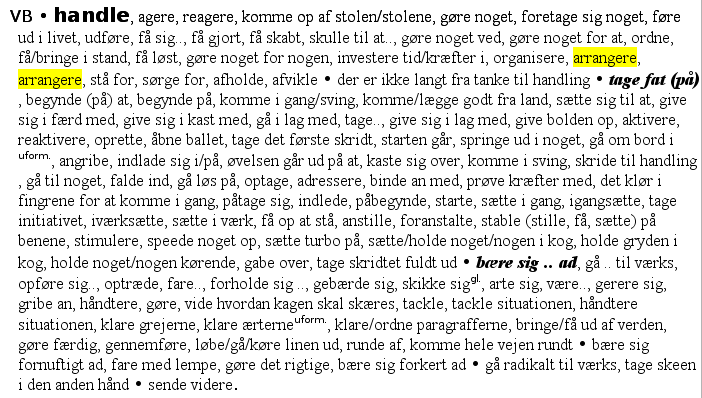 VB • handle, agere, reagere, komme op af stolen/stolene, gøre noget, foretage sig noget, føre
ud i livet, udføre, få sig.., få gjort, få skabt, skulle til at.., gøre noget ved, gøre noget for at, ordne,
få/bringe i stand, få løst, gøre noget for nogen, investere tid/kræfter i, organisere, arrangere,
arrangere, stå for, sørge for, afholde, afvikle • der er ikke langt fra tanke til handling • tage fat (på)
, begynde (på) at, begynde på, komme i gang/sving, komme/lægge godt fra land, sætte sig til at, give
sig i færd med, give sig i kast med, gå i lag med, tage.., give sig i lag med, give bolden op, aktivere,
reaktivere, oprette, åbne ballet, tage det første skridt, starten går, springe ud i noget, gå om bord i
uform., angribe, indlade sig i/på, øvelsen går ud på at, kaste sig over, komme i sving, skride til handling
, gå til noget, falde ind, gå løs på, optage, adressere, binde an med, prøve kræfter med, det klør i
fingrene for at komme i gang, påtage sig, indlede, påbegynde, starte, sætte i gang, igangsætte, tage
initiativet, iværksætte, sætte i værk, få op at stå, anstille, foranstalte, stable (stille, få, sætte) på
benene, stimulere, speede noget op, sætte turbo på, sætte/holde noget/nogen i kog, holde gryden i
kog, holde noget/nogen kørende, gabe over, tage skridtet fuldt ud • bære sig .. ad, gå .. til værks,
opføre sig.., optræde, fare.., forholde sig .., gebærde sig, skikke sig gl., arte sig, være.., gerere sig,
gribe an, håndtere, gøre, vide hvordan kagen skal skæres, tackle, tackle situationen, håndtere
situationen, klare grejerne, klare ærterne uform., klare/ordne paragrafferne, bringe/få ud af verden,
gøre færdig, gennemføre, løbe/gå/køre linen ud, runde af, komme hele vejen rundt • bære sig
fornuftigt ad, fare med lempe, gøre det rigtige, bære sig forkert ad • gå radikalt til værks, tage skeen
i den anden hånd • sende videre.